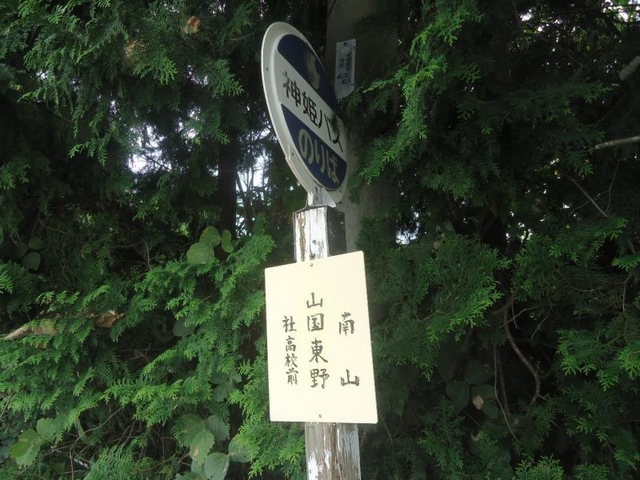 神姫バス
のりば
南山
山国東野
社高校前